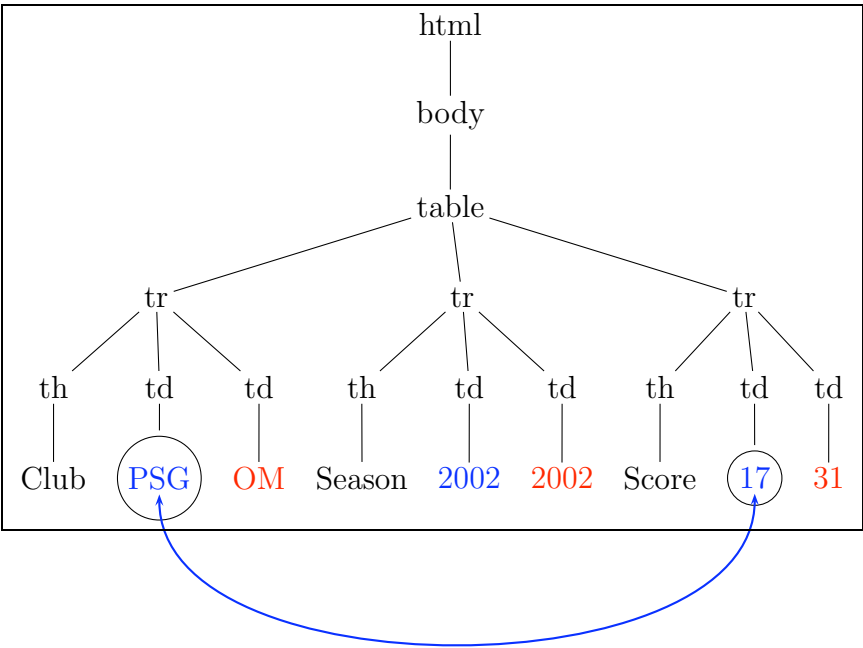 html
body
table
tr tr tr
th td td th td td th td td
Club PSG OM Season 2002 2002 Score 17 31